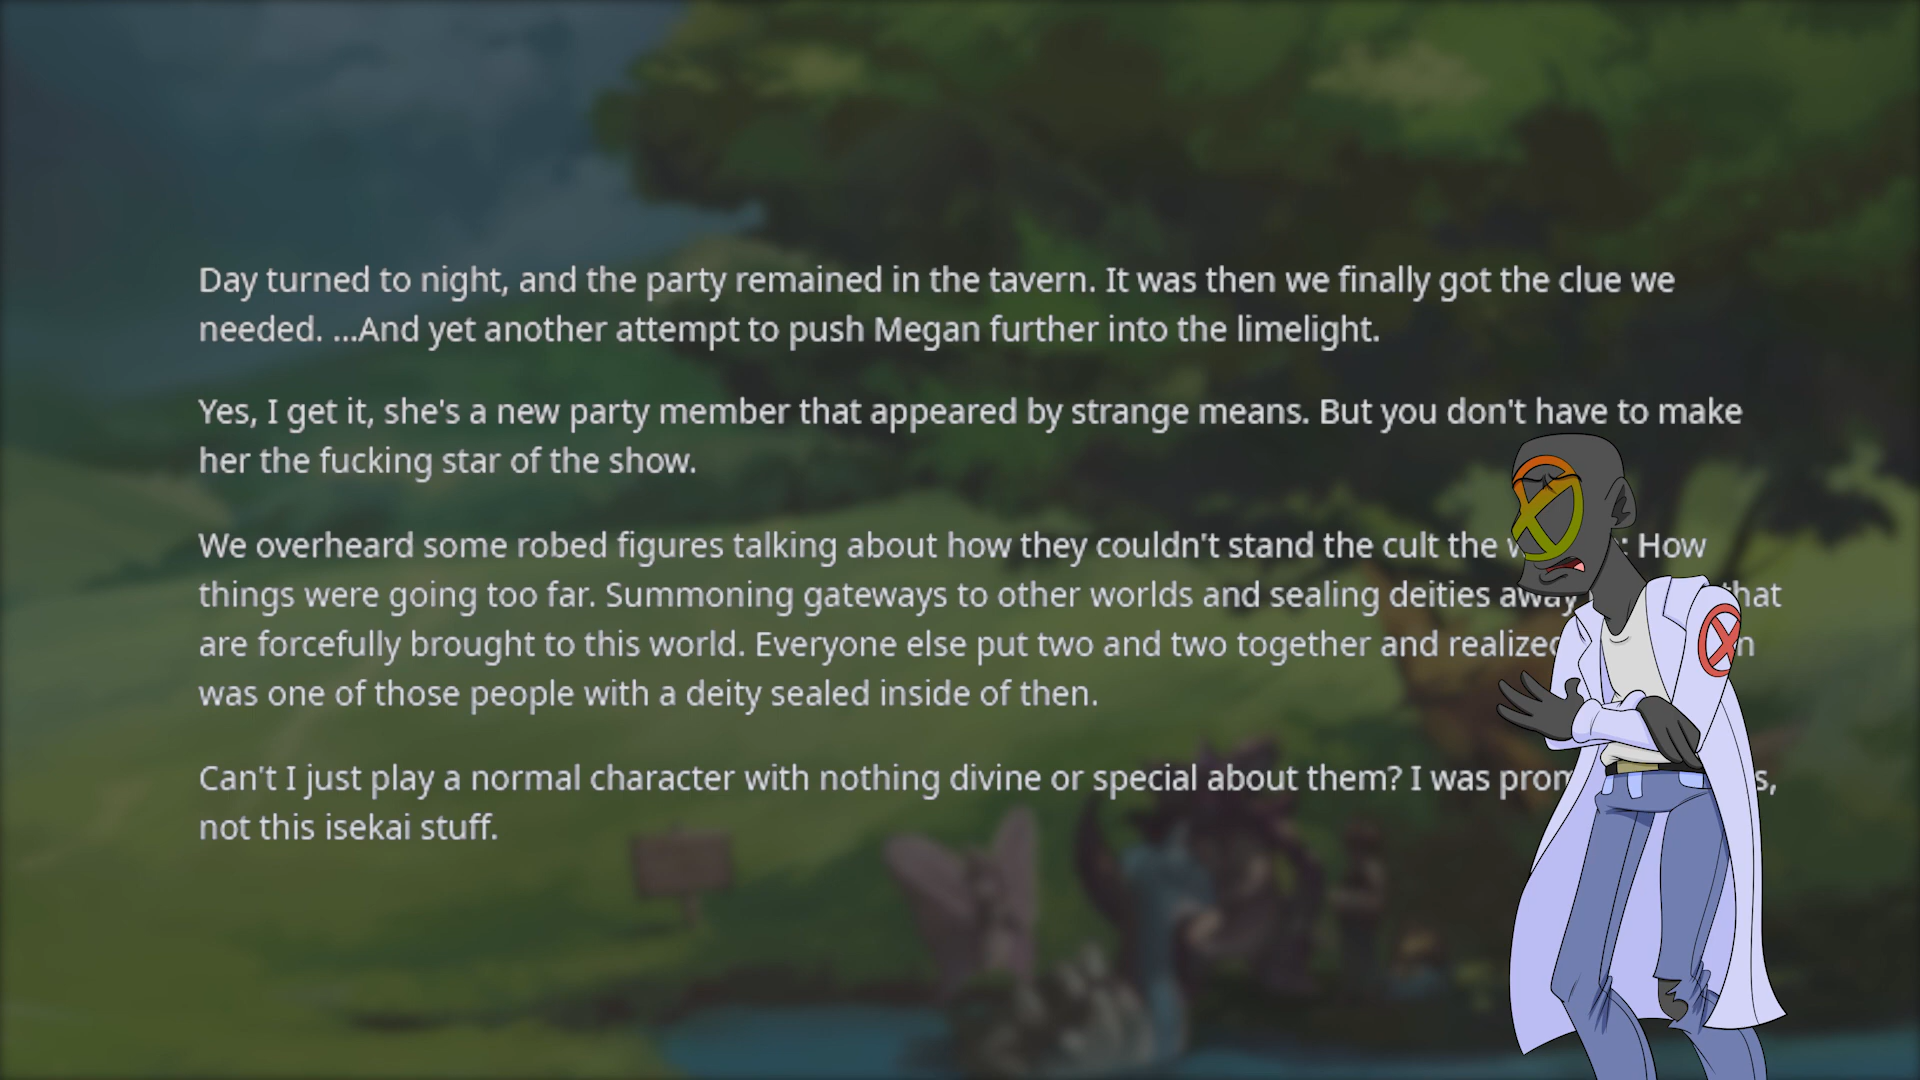 Day turned to night, and the party remained in the tavern. It was then we finally got the clue we
needed. ...And yet another attempt to push Megan further into the limelight.
Yes, I get it, she's a new party member that appeared by strange means. But you don't have to make
her the fucking star of the show.
We overheard some robed figures talking about how they couldn't stand the cult the : How
things were going too far. Summoning gateways to other worlds and sealing deities away that
are forcefully brought to this world. Everyone else put two and two together and realized
was one of those people with a deity sealed inside of then.
Can't I just play a normal character with nothing divine or special about them? I was
not this isekai stuff.